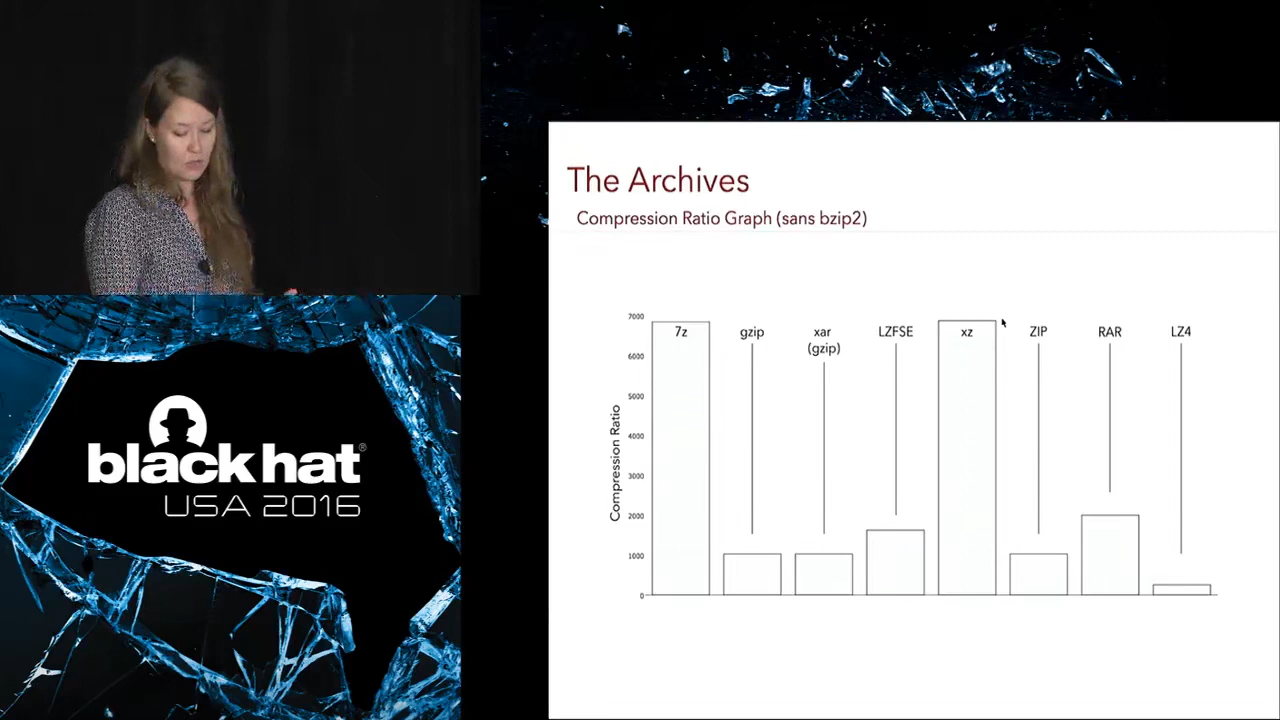 The Archives
Compression Ratio Graph (sans bzip2)
7000
6000
5000
4000
3000
2000
1000
0
Compression Ratio
7z
gzip
xar
(gzip)
LZFSE
xz
ZIP
RAR
LZ4
black hat®
USA 2016